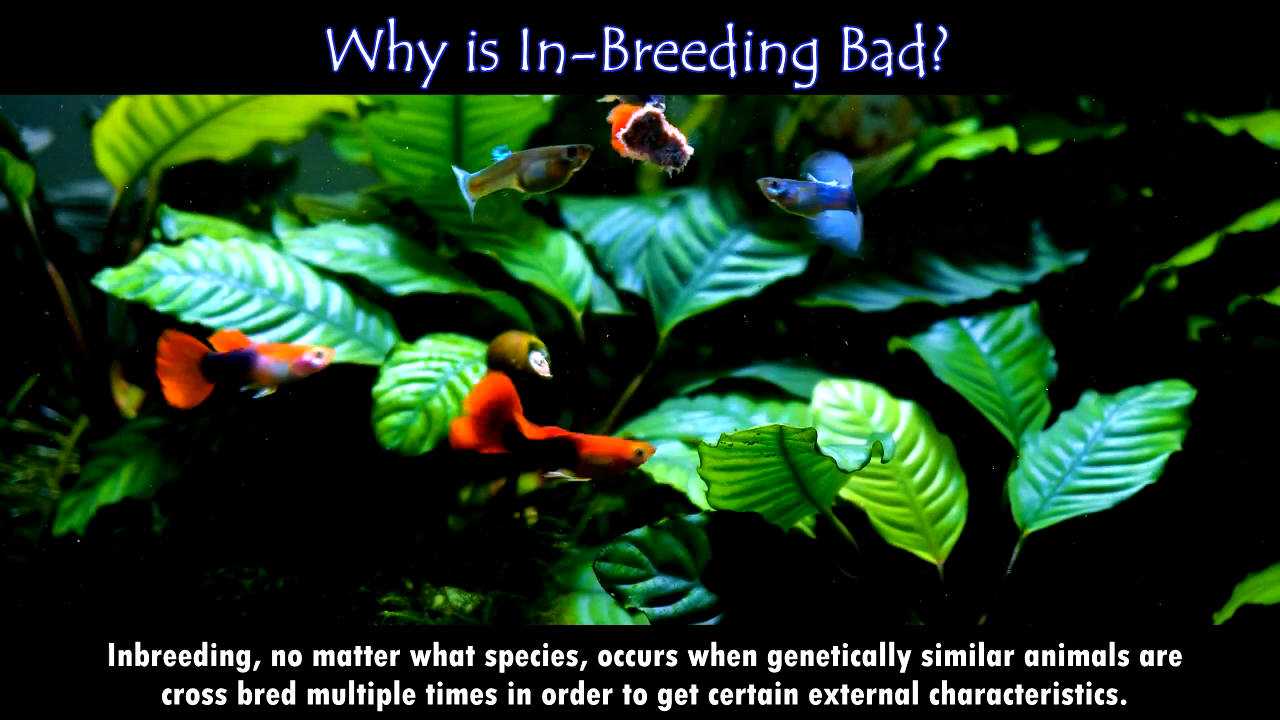 Why is In-Breeding Bad?
Inbreeding, no matter what species, occurs when genetically similar animals are
cross bred multiple times in order to get certain external characteristics.